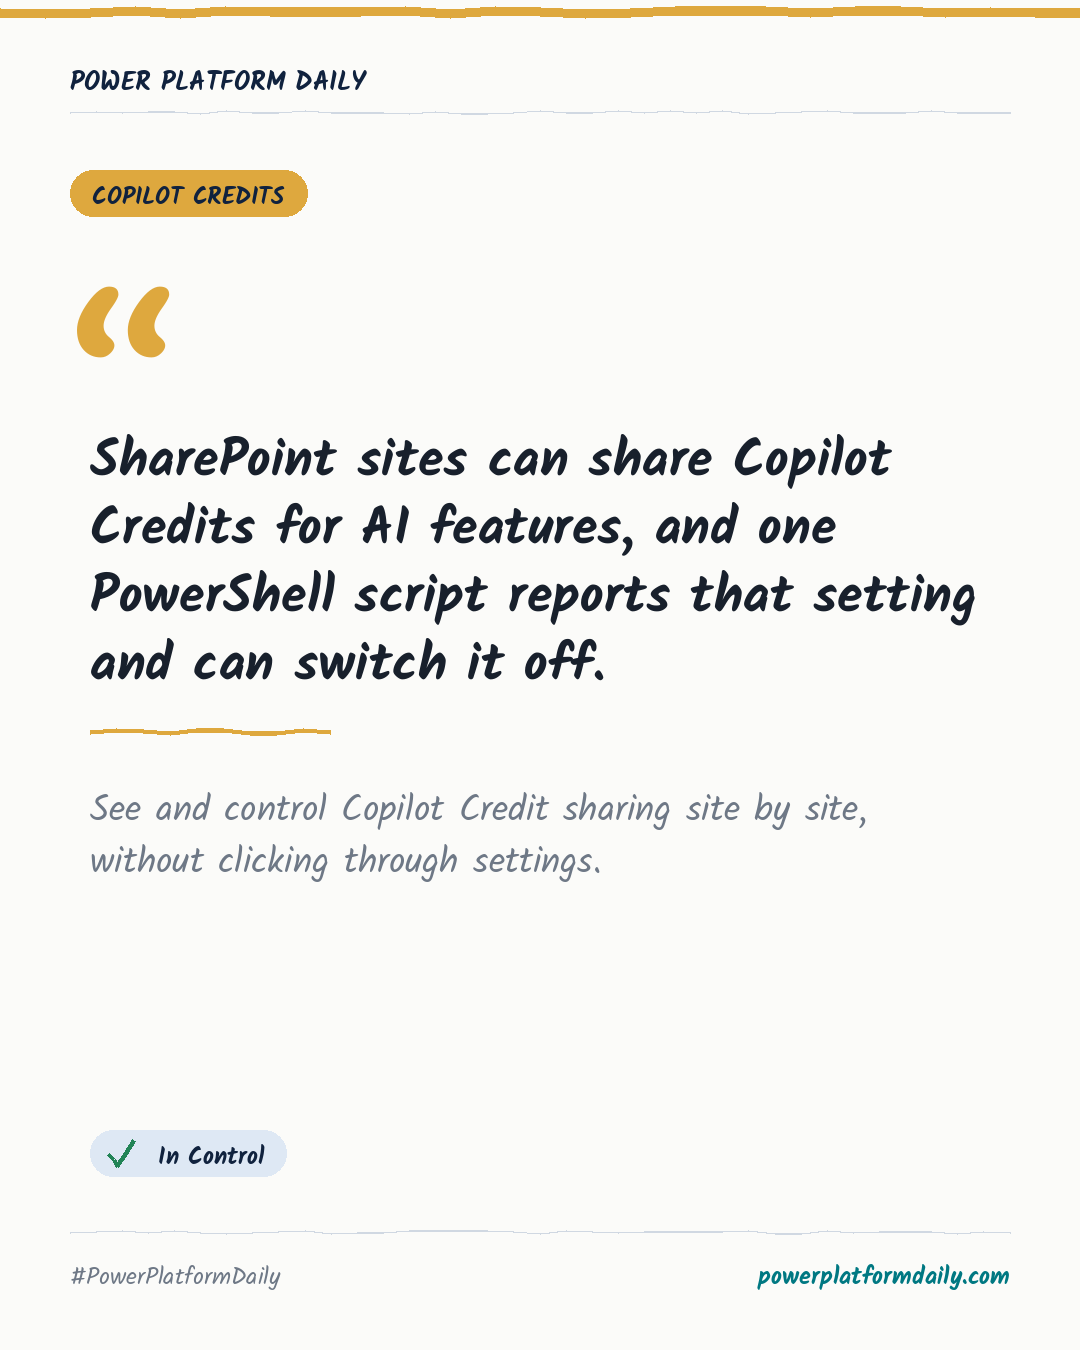 POWER PLATFORM DAILY
COPILOT CREDITS
“
SharePoint sites can share Copilot
Credits for AI features, and one
PowerShell script reports that setting
and can switch it off.
See and control Copilot Credit sharing site by site,
without clicking through settings.
In Control
#PowerPlatformDaily
powerplatformdaily.com